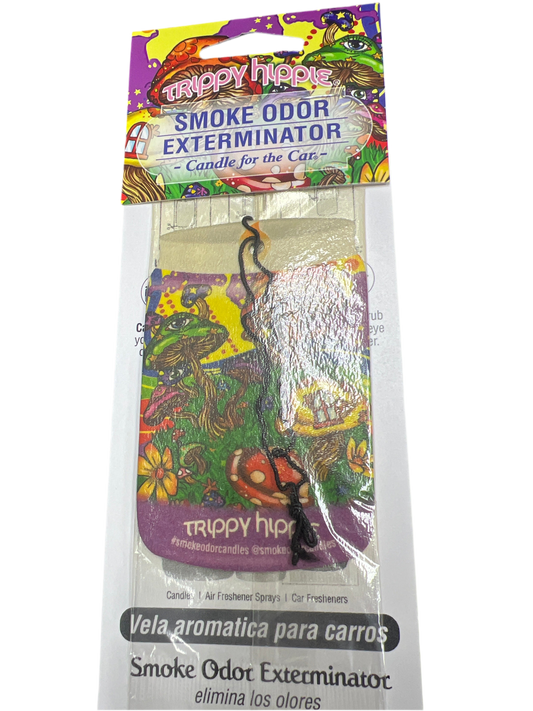 TRIPPY HIPPIE
SMOKE ODOR
EXTERMINATOR
- Candle for the Car -
TRIPPY HIPPIE
#smokeodorcandles @smokeodorcandles
Candles | Air Freshener Sprays | Car Fresheners
Vela aromatica para carros
Smoke Odor Exterminator
elimina los olores